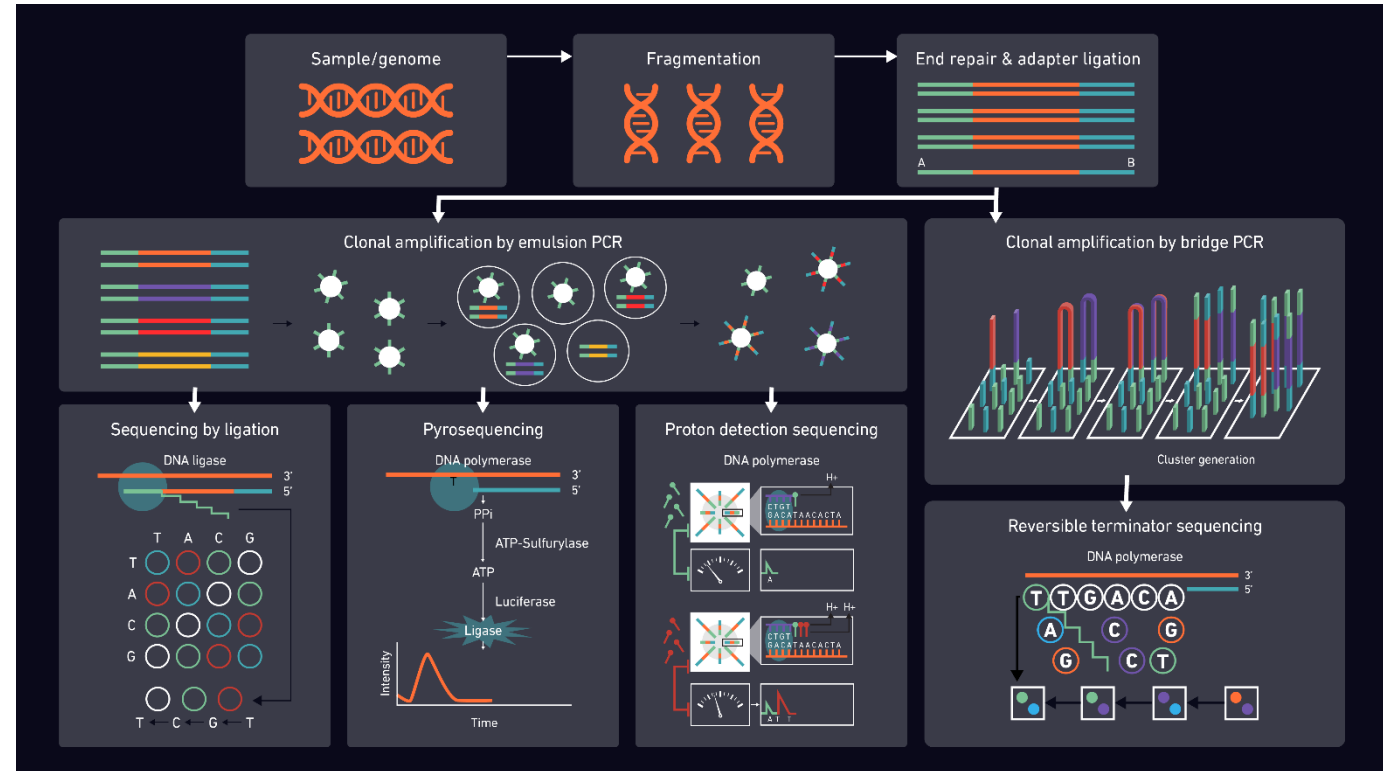 Sample/genome
Fragmentation
End repair & adapter ligation
A
B
Clonal amplification by emulsion PCR
Clonal amplification by bridge PCR
Cluster generation
Sequencing by ligation
DNA ligase
3'
5'
T A C G
T
A
C
G
T C G T
Pyrosequencing
DNA polymerase
T
3'
5'
PPi
ATP-Sulfurylase
ATP
Luciferase
Ligase
Intensity
Time
Proton detection sequencing
DNA polymerase
H+
CTGT
GACATAACACTA
A
H+ H+
CTGT
GACATAACACTA
A T T
Reversible terminator sequencing
DNA polymerase
3'
5'
T T G A C A
A C G
G C T